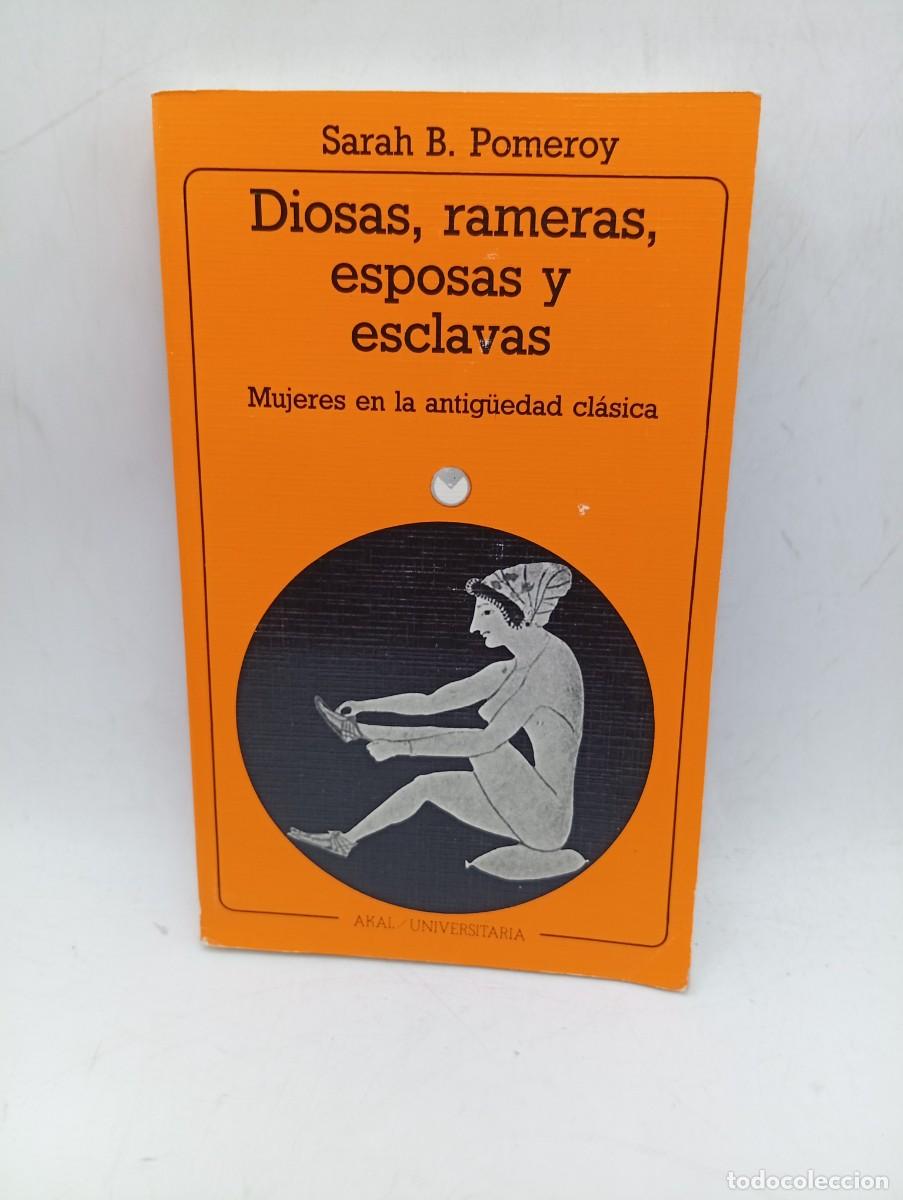 Sarah B. Pomeroy
Diosas, rameras,
esposas y
esclavas
Mujeres en la antigüedad clásica
AKAL / UNIVERSITARIA
todocoleccion